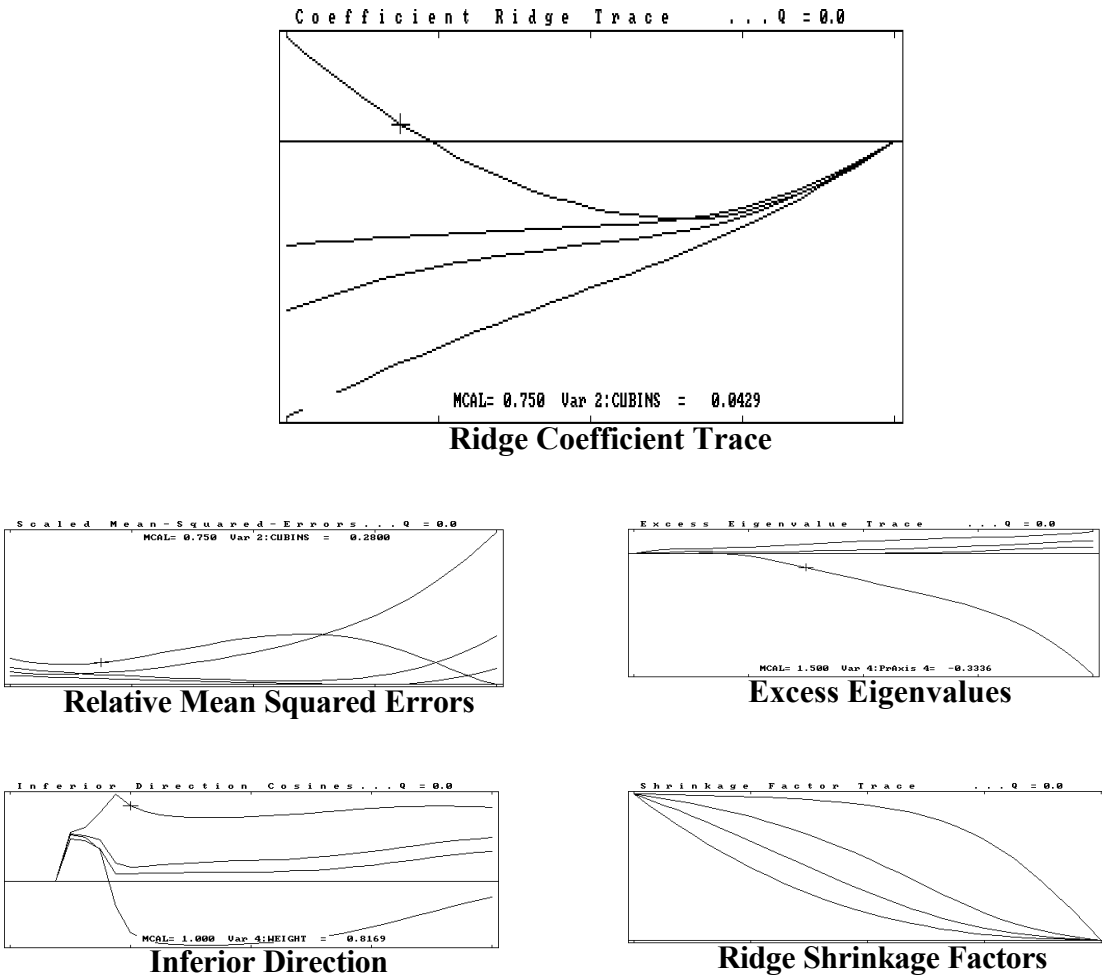 Coefficient Ridge Trace ...Q = 0.0
MCAL= 0.750 Var 2:CUBINS = 0.0429
Ridge Coefficient Trace
Scaled Mean-Squared-Errors...Q = 0.0
MCAL= 0.750 Var 2:CUBINS = 0.2800
Relative Mean Squared Errors
Excess Eigenvalue Trace ...Q = 0.0
MCAL= 1.500 Var 4:PrAxis 4= -0.3336
Excess Eigenvalues
Inferior Direction Cosines...Q = 0.0
MCAL= 1.000 Var 4:WEIGHT = 0.8169
Inferior Direction
Shrinkage Factor Trace ...Q = 0.0
Ridge Shrinkage Factors